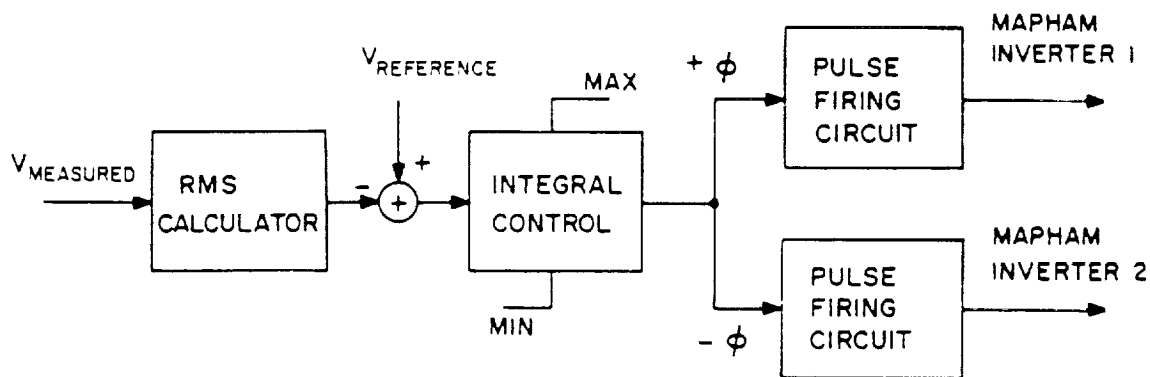 V_MEASURED
RMS
CALCULATOR
V_REFERENCE
-
+
+
MAX
INTEGRAL
CONTROL
MIN
+ ϕ
- ϕ
PULSE
FIRING
CIRCUIT
MAPHAM
INVERTER 1
PULSE
FIRING
CIRCUIT
MAPHAM
INVERTER 2